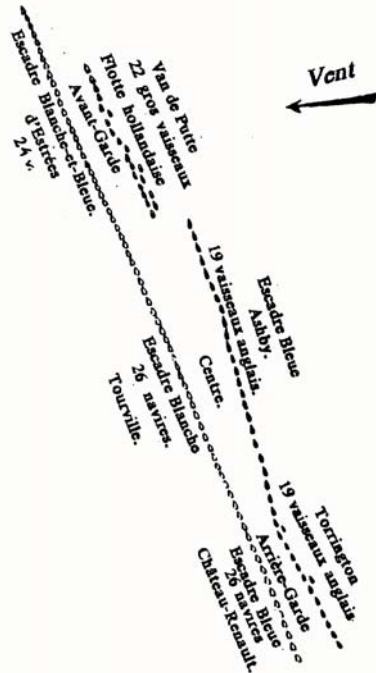 Vent
Van de Putte
22 gros vaisseaux
Flotte hollandaise
Avant-Garde
Escadre Blanche-et-Bleue.
d'Estrées
24 v.
Escadre Bleue
Ashby.
19 vaisseaux anglais.
Centre.
Escadre Blanche
26 navires.
Tourville.
Torrington
19 vaisseaux anglais
Arrière-Garde
Escadre Bleue
26 navires
Château-Renault.